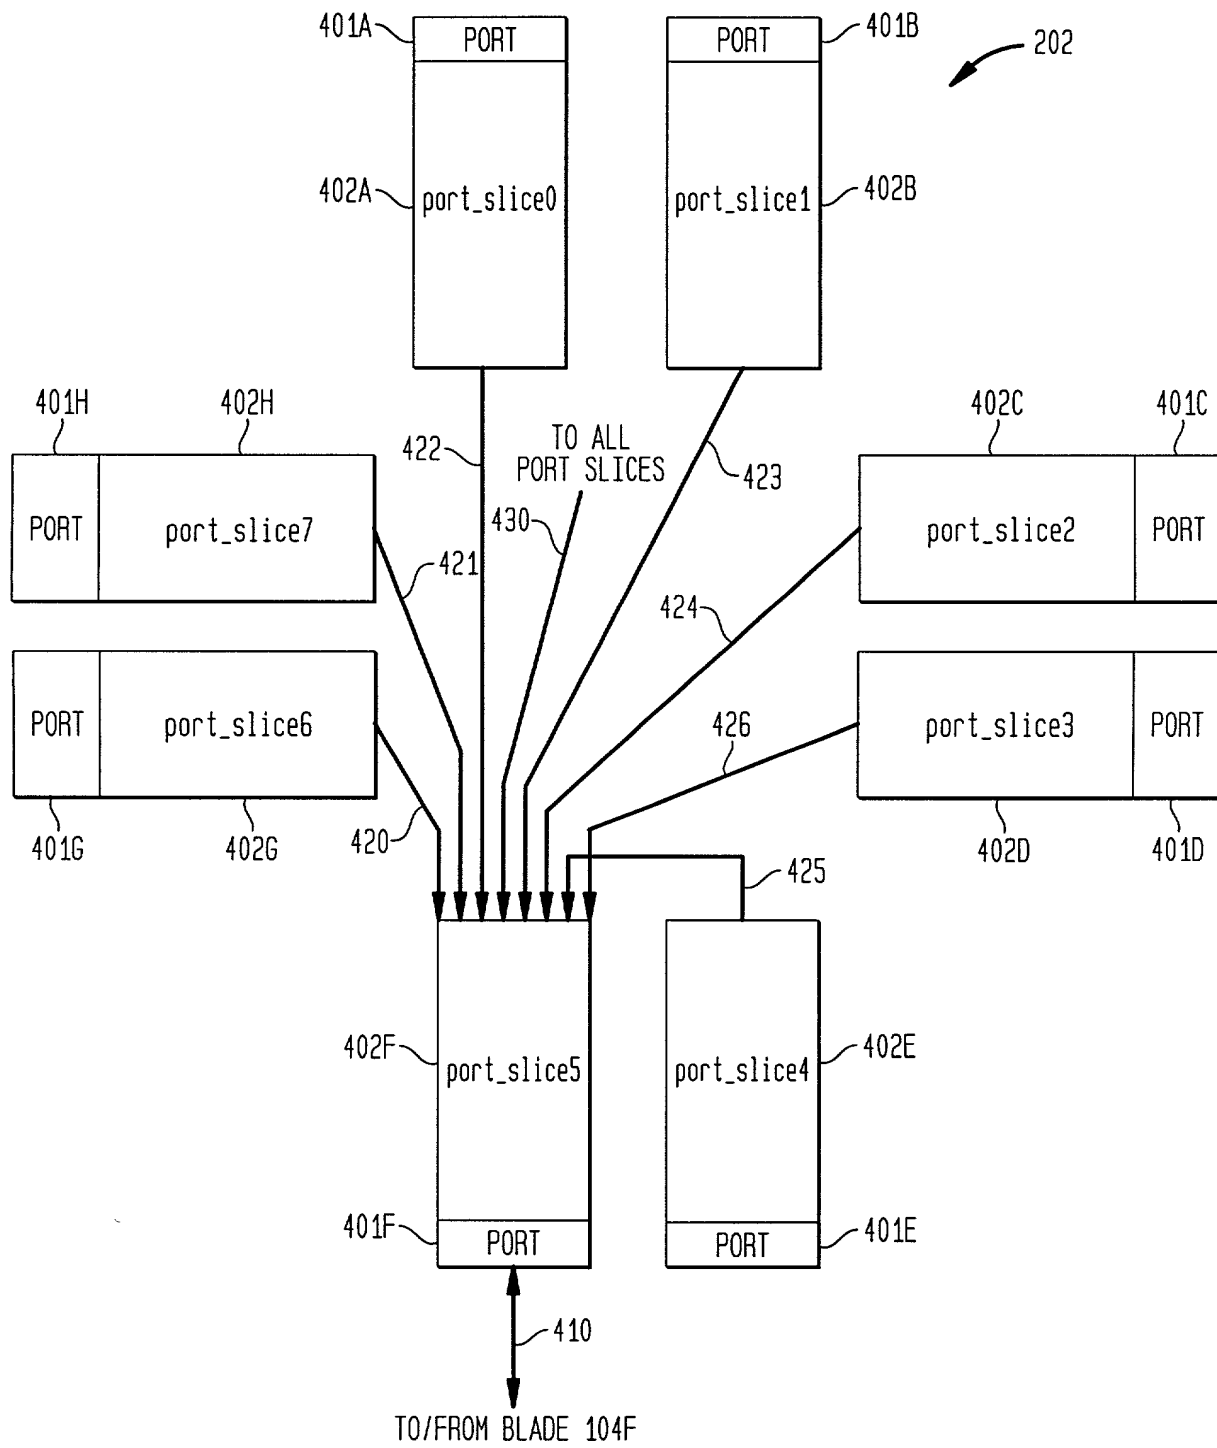 401A
PORT
PORT
401B
202
402A
port_slice0
port_slice1
402B
401H
402H
402C
401C
422
TO ALL
PORT SLICES
423
PORT
port_slice7
421
430
port_slice2
PORT
424
PORT
port_slice6
426
port_slice3
PORT
401G
402G
420
402D
401D
425
402F
port_slice5
port_slice4
402E
401F
PORT
PORT
401E
410
TO/FROM BLADE 104F